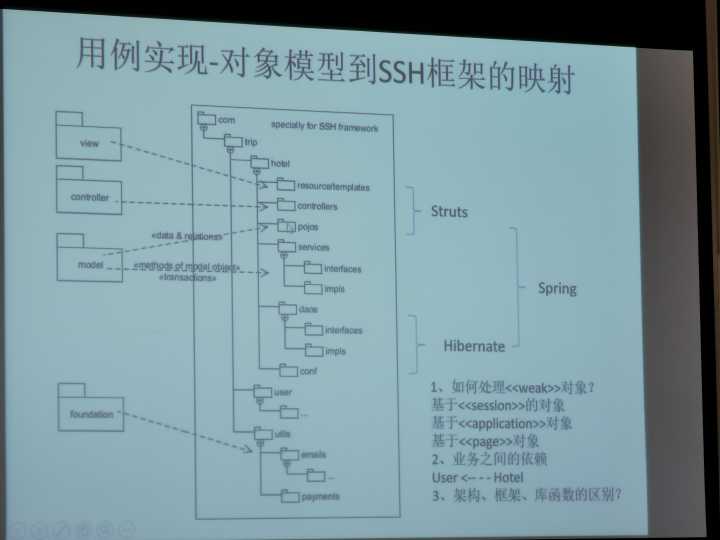 用例实现-对象模型到SSH框架的映射
com
specially for SSH framework
view
trip
hotel
resource/templates
controller
controllers
Struts
«data & relations»
pojos
services
model
«methods of model object»
interfaces
«transactions»
impls
Spring
daos
interfaces
Hibernate
impls
conf
1、如何处理<<weak>>对象？
user
基于<<session>>的对象
foundation
...
基于<<application>>对象
utils
基于<<page>>对象
emails
2、业务之间的依赖
...
User <--- Hotel
payments
3、架构、框架、库函数的区别？